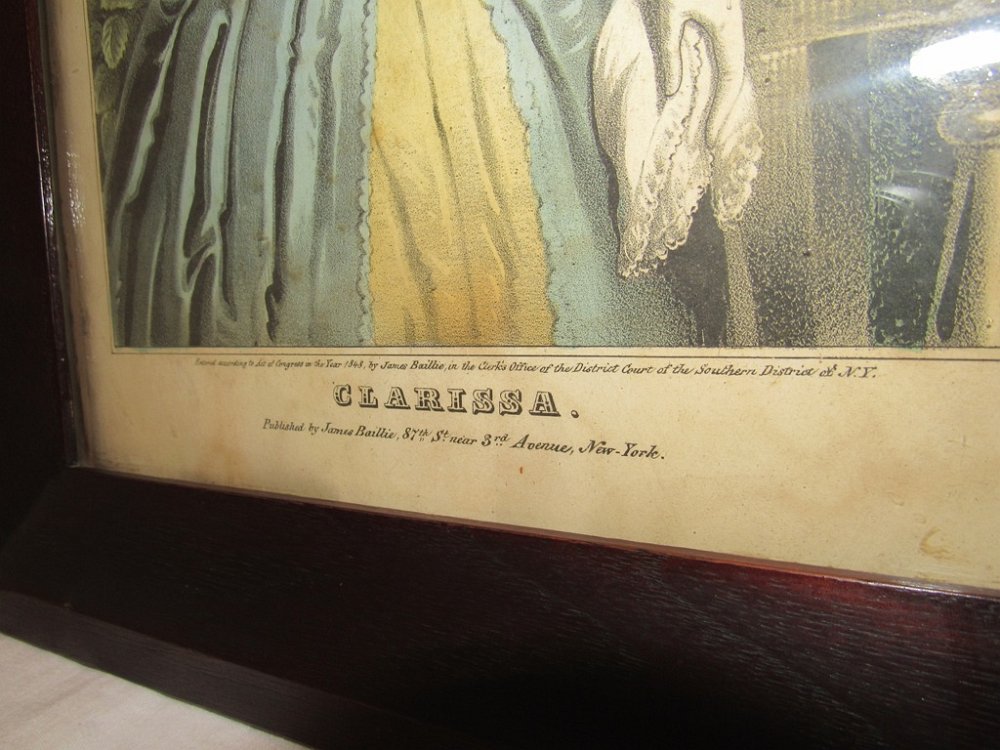 Entered according to Act of Congress in the Year 1848, by James Baillie, in the Clerk's Office of the District Court of the Southern District of N.Y.
CLARISSA.
Published by James Baillie, 87th St. near 3rd Avenue, New-York.